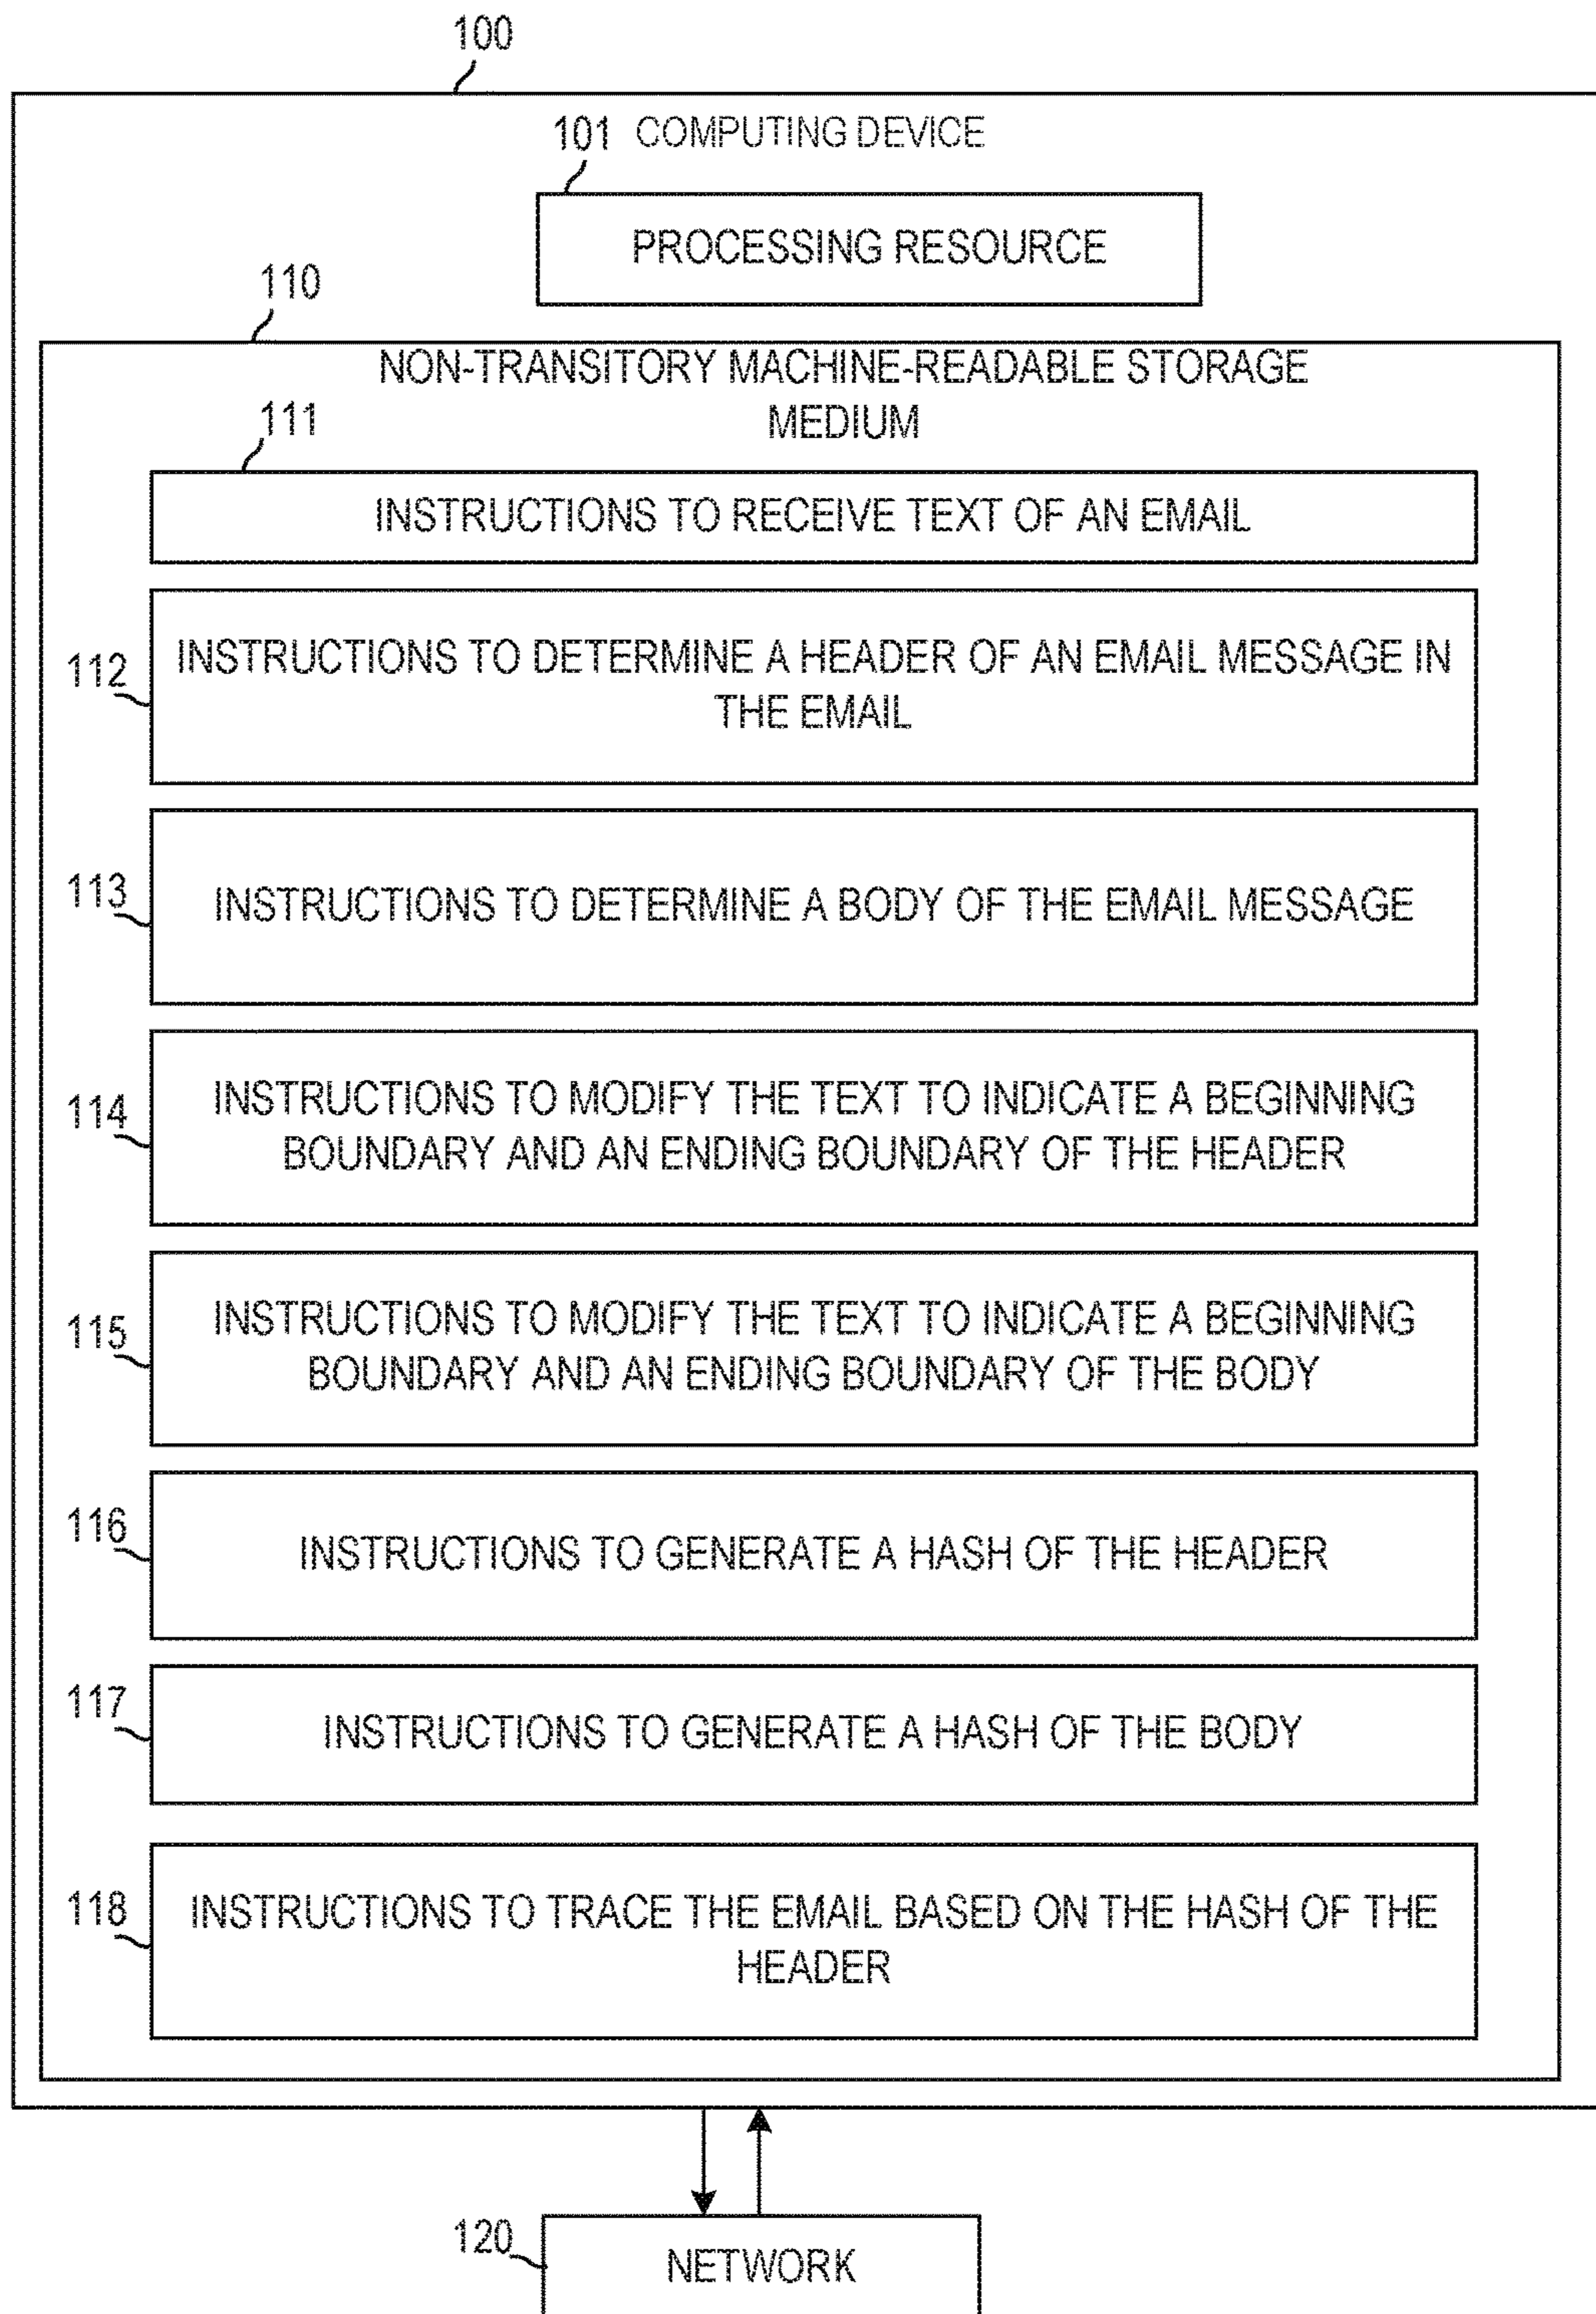 100
101 COMPUTING DEVICE
PROCESSING RESOURCE
110
NON-TRANSITORY MACHINE-READABLE STORAGE
MEDIUM
111
INSTRUCTIONS TO RECEIVE TEXT OF AN EMAIL
112
INSTRUCTIONS TO DETERMINE A HEADER OF AN EMAIL MESSAGE IN
THE EMAIL
113
INSTRUCTIONS TO DETERMINE A BODY OF THE EMAIL MESSAGE
114
INSTRUCTIONS TO MODIFY THE TEXT TO INDICATE A BEGINNING
BOUNDARY AND AN ENDING BOUNDARY OF THE HEADER
115
INSTRUCTIONS TO MODIFY THE TEXT TO INDICATE A BEGINNING
BOUNDARY AND AN ENDING BOUNDARY OF THE BODY
116
INSTRUCTIONS TO GENERATE A HASH OF THE HEADER
117
INSTRUCTIONS TO GENERATE A HASH OF THE BODY
118
INSTRUCTIONS TO TRACE THE EMAIL BASED ON THE HASH OF THE
HEADER
120
NETWORK